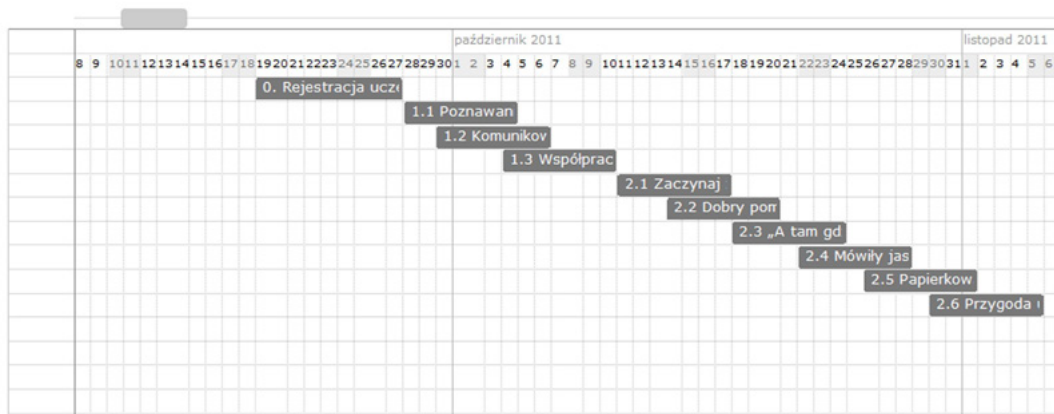 październik 2011 listopad 2011
8 9 10 11 12 13 14 15 16 17 18 19 20 21 22 23 24 25 26 27 28 29 30 1 2 3 4 5 6 7 8 9 10 11 12 13 14 15 16 17 18 19 20 21 22 23 24 25 26 27 28 29 30 31 1 2 3 4 5 6
0. Rejestracja ucze
1.1 Poznawan
1.2 Komunikow
1.3 Współprac
2.1 Zaczynaj
2.2 Dobry pom
2.3 „A tam gd
2.4 Mówiły jas
2.5 Papierkow
2.6 Przygoda